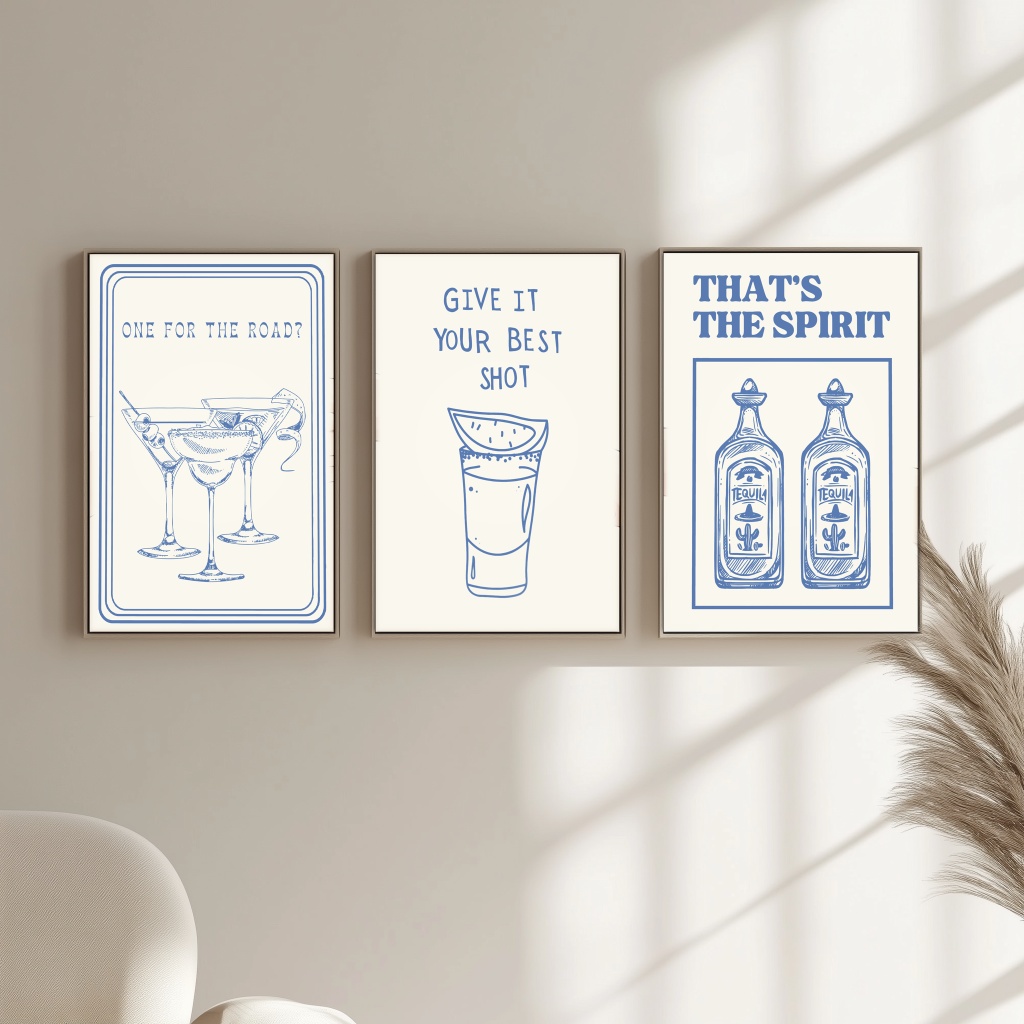 ONE FOR THE ROAD?
GIVE IT
YOUR BEST
SHOT
THAT'S
THE SPIRIT
TEQUILA
TEQUILA